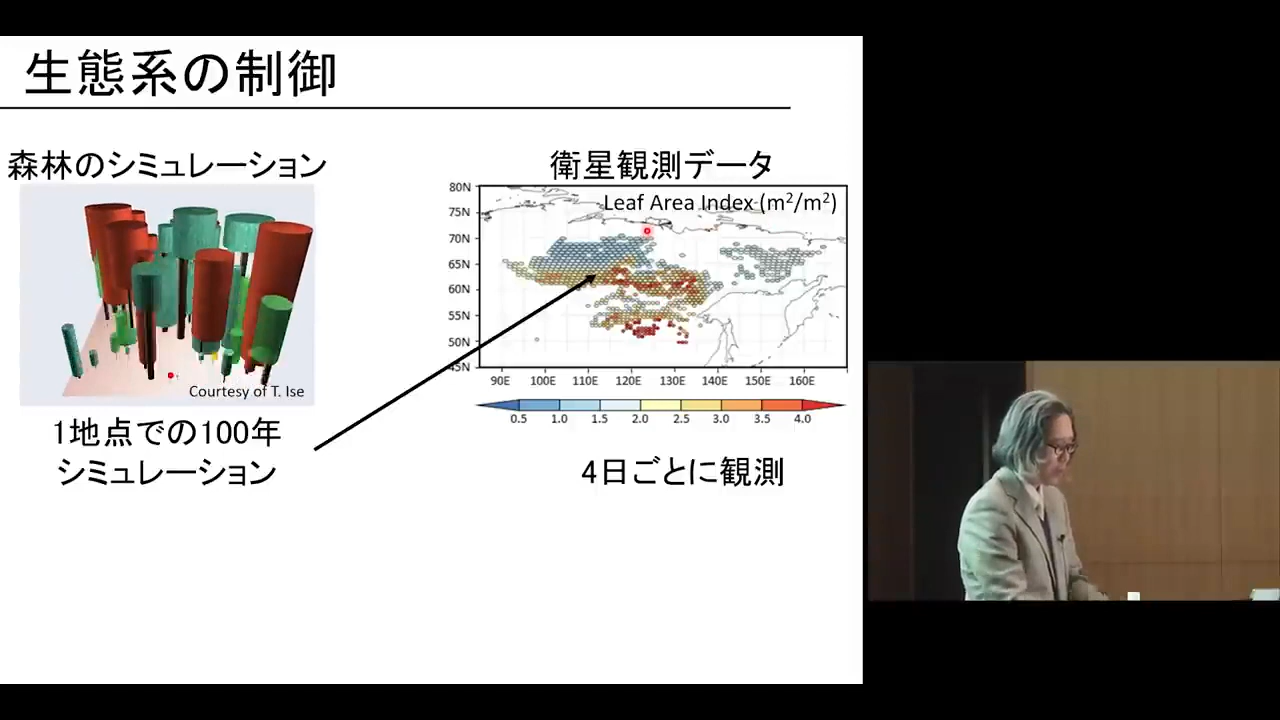 生態系の制御
森林のシミュレーション
Courtesy of T. Ise
1地点での100年
シミュレーション
衛星観測データ
Leaf Area Index (m²/m²)
80N
75N
70N
65N
60N
55N
50N
45N
90E 100E 110E 120E 130E 140E 150E 160E
0.5 1.0 1.5 2.0 2.5 3.0 3.5 4.0
4日ごとに観測